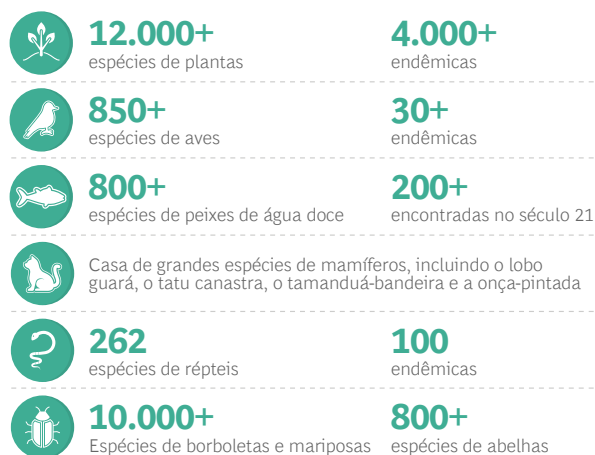 12.000+ 4.000+
espécies de plantas endêmicas
850+ 30+
espécies de aves endêmicas
800+ 200+
espécies de peixes de água doce encontradas no século 21
Casa de grandes espécies de mamíferos, incluindo o lobo
guará, o tatu canastra, o tamanduá-bandeira e a onça-pintada
262 100
espécies de répteis endêmicas
10.000+ 800+
Espécies de borboletas e mariposas espécies de abelhas